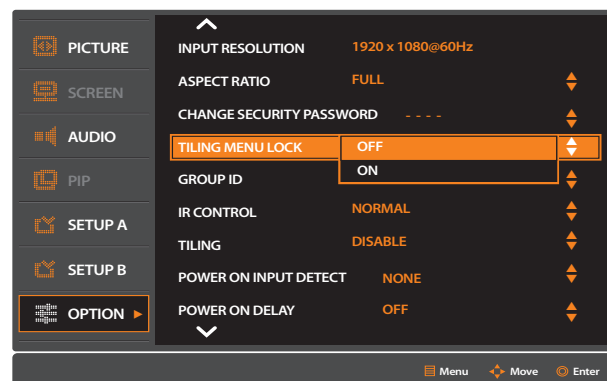 PICTURE
SCREEN
AUDIO
PIP
SETUP A
SETUP B
OPTION
INPUT RESOLUTION 1920 x 1080@60Hz
ASPECT RATIO FULL
CHANGE SECURITY PASSWORD - - - -
TILING MENU LOCK OFF
ON
GROUP ID
IR CONTROL NORMAL
TILING DISABLE
POWER ON INPUT DETECT NONE
POWER ON DELAY OFF
Menu Move Enter